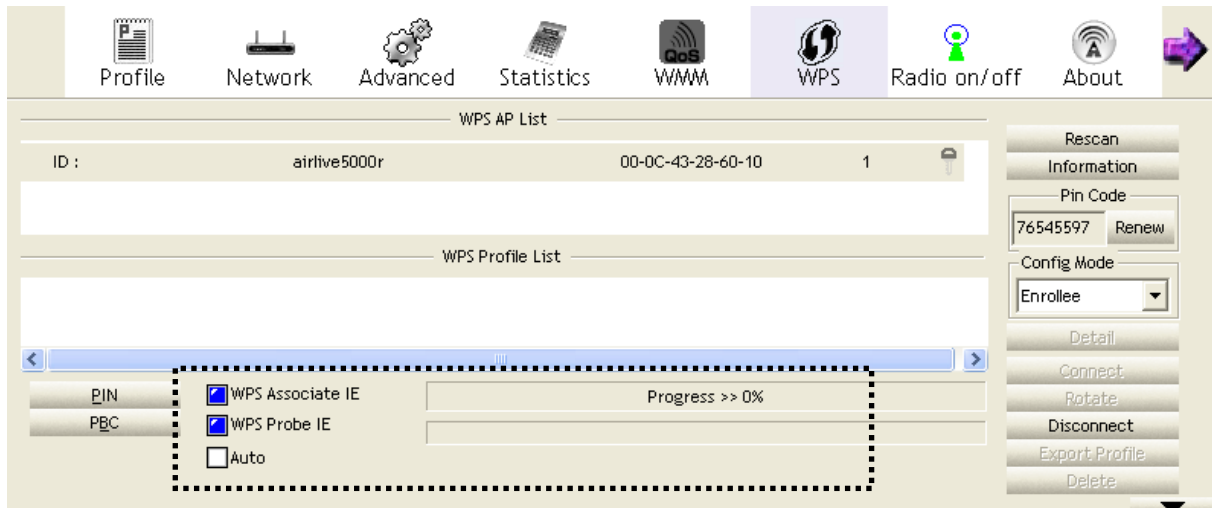 Profile Network Advanced Statistics QoS WMM WPS Radio on/off About
WPS AP List
ID : airlive5000r 00-0C-43-28-60-10 1
WPS Profile List
Rescan
Information
Pin Code
76545597 Renew
Config Mode
Enrollee
Detail
Connect
Rotate
Disconnect
Export Profile
Delete
PIN
PBC
WPS Associate IE
WPS Probe IE
Auto
Progress >> 0%